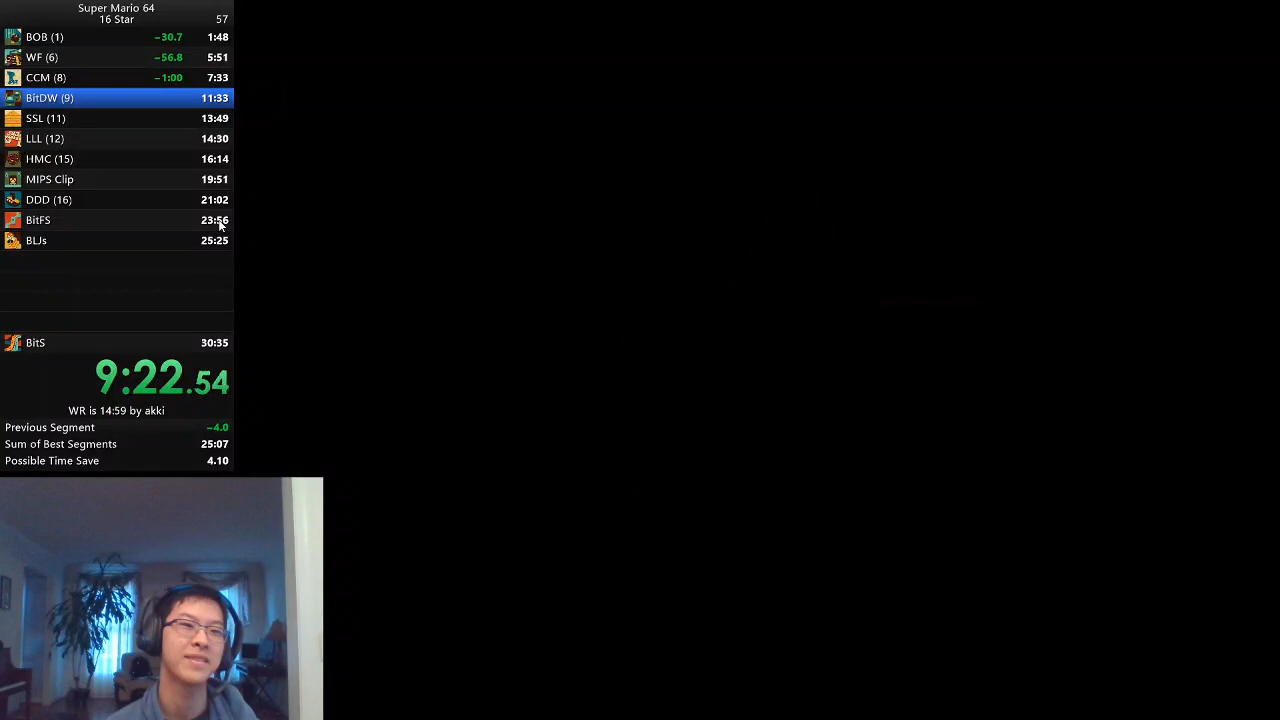 Super Mario 64
16 Star 57
BOB (1) −30.7 1:48
WF (6) −56.8 5:51
CCM (8) −1:00 7:33
BitDW (9) 11:33
SSL (11) 13:49
LLL (12) 14:30
HMC (15) 16:14
MIPS Clip 19:51
DDD (16) 21:02
BitFS 23:56
BLJs 25:25
BitS 30:35
9:22.54
WR is 14:59 by akki
Previous Segment −4.0
Sum of Best Segments 25:07
Possible Time Save 4.10